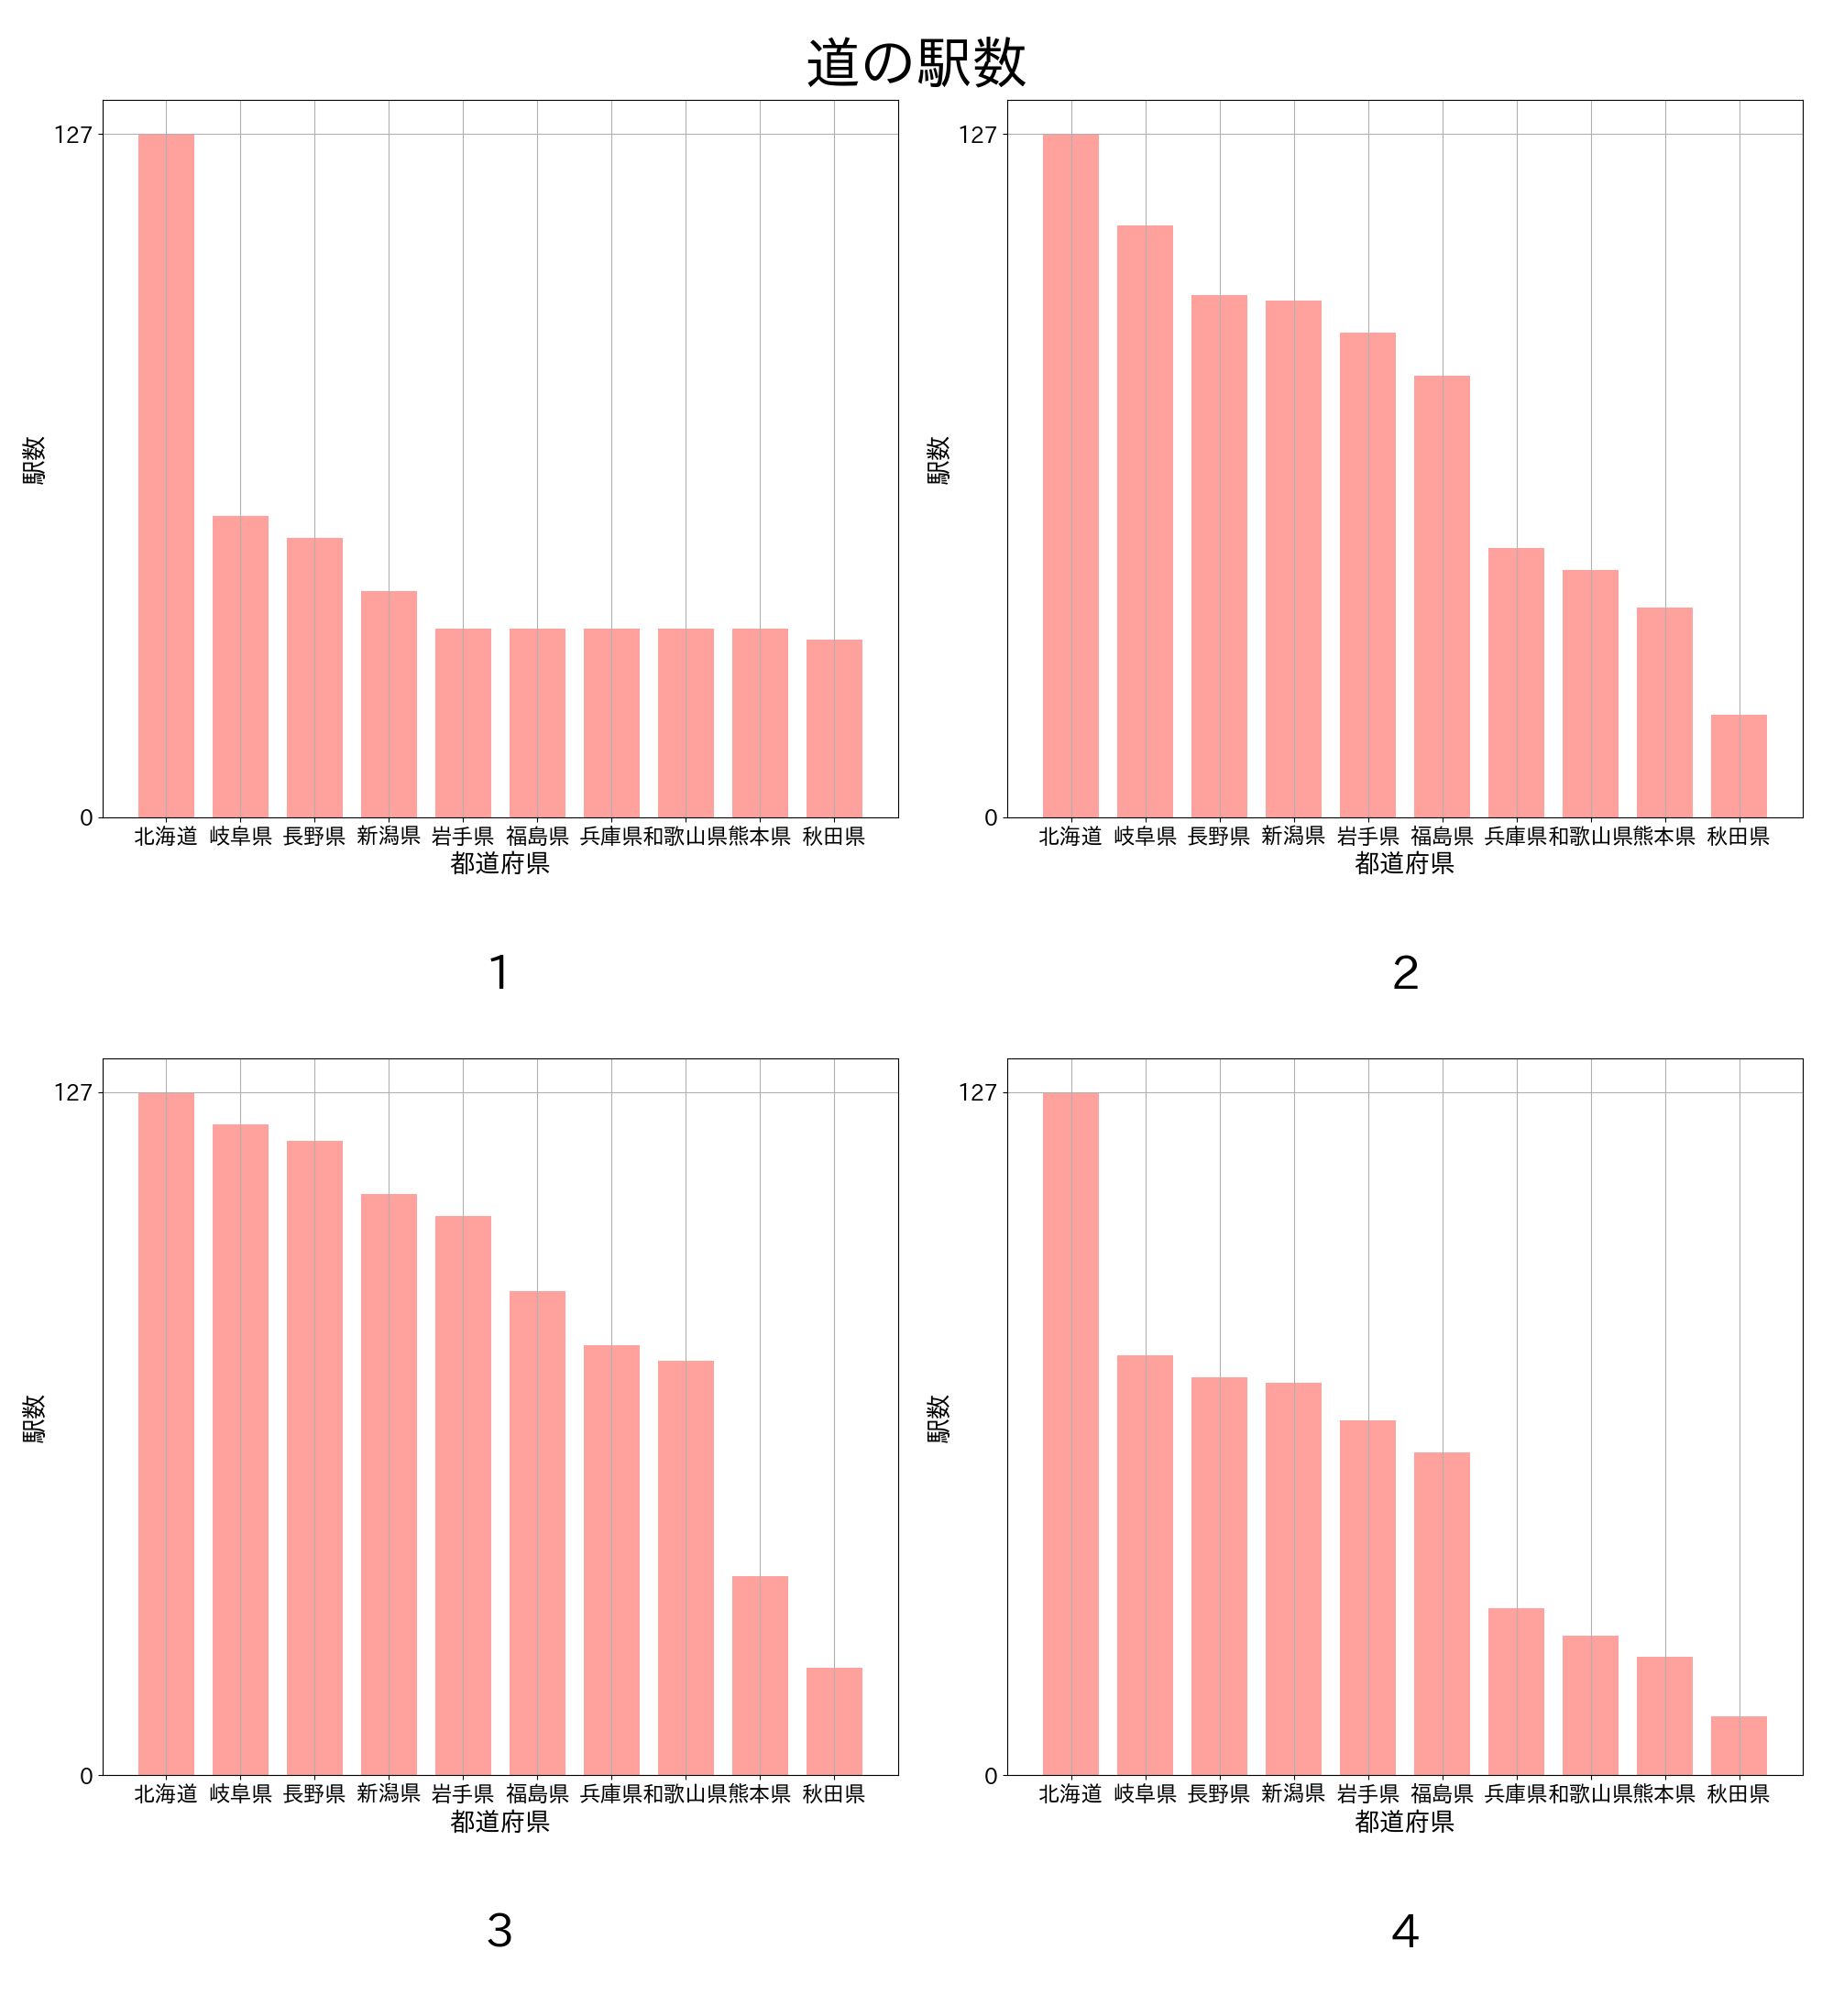 道の駅数
127
0
駅数
北海道 岐阜県 長野県 新潟県 岩手県 福島県 兵庫県 和歌山県 熊本県 秋田県
都道府県
1
127
0
駅数
北海道 岐阜県 長野県 新潟県 岩手県 福島県 兵庫県 和歌山県 熊本県 秋田県
都道府県
2
127
0
駅数
北海道 岐阜県 長野県 新潟県 岩手県 福島県 兵庫県 和歌山県 熊本県 秋田県
都道府県
3
127
0
駅数
北海道 岐阜県 長野県 新潟県 岩手県 福島県 兵庫県 和歌山県 熊本県 秋田県
都道府県
4